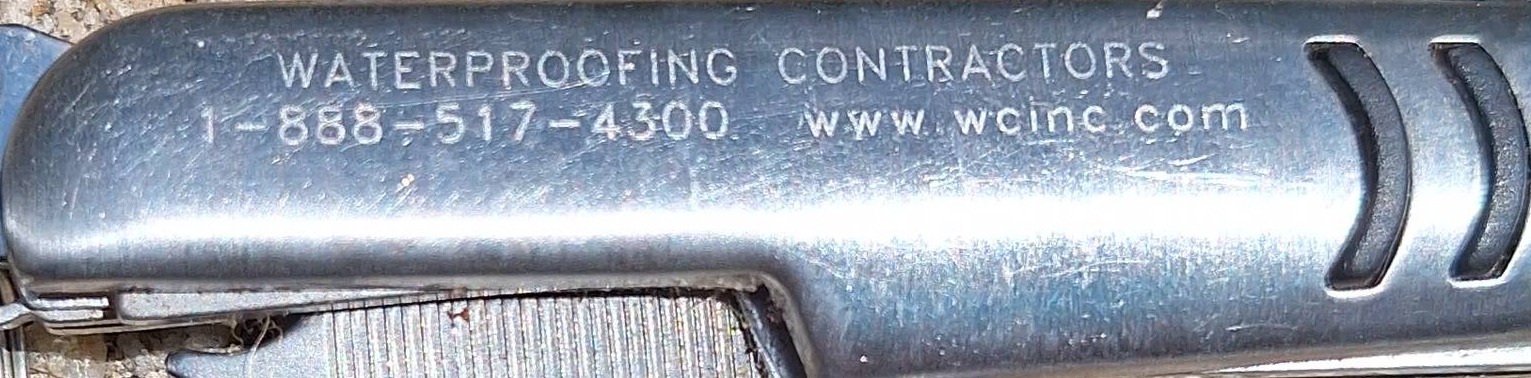 WATERPROOFING CONTRACTORS
1-888-517-4300 www.wcinc.com